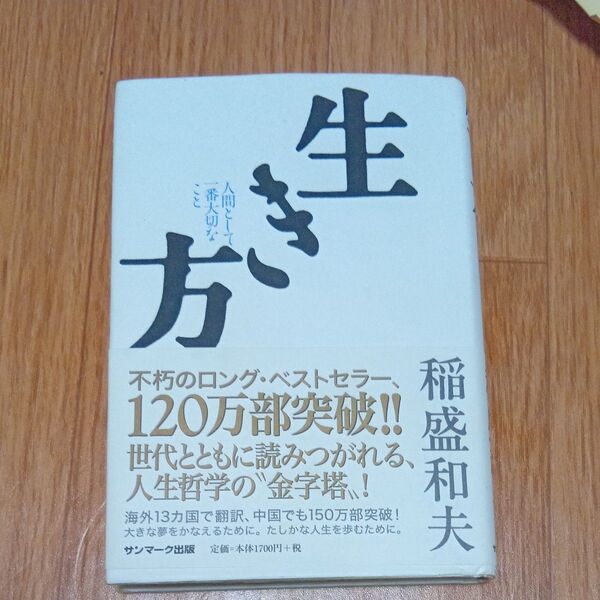 生き方
人間として
一番大切な
こと
稲盛和夫
不朽のロング・ベストセラー、
120万部突破!!
世代とともに読みつがれる、
人生哲学の〝金字塔〟!
海外13カ国で翻訳、中国でも150万部突破!
大きな夢をかなえるために。たしかな人生を歩むために。
サンマーク出版 定価=本体1700円+税